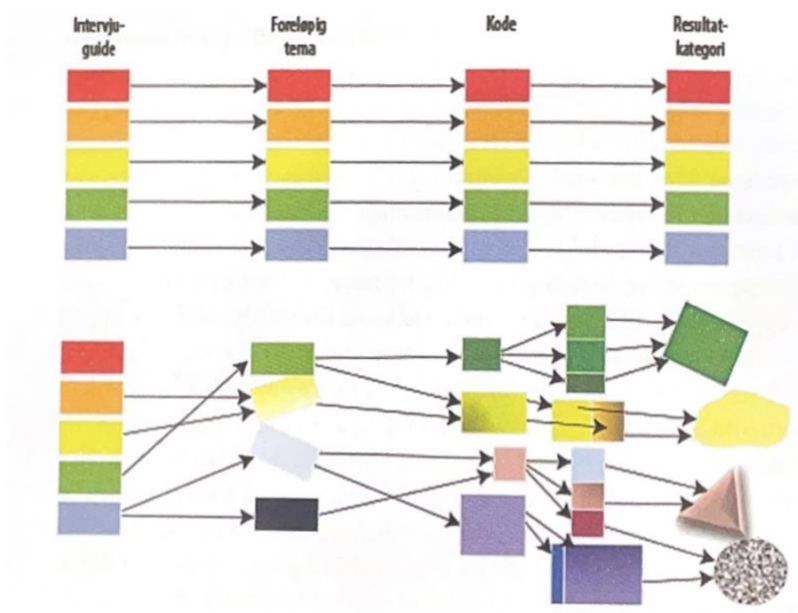 Intervju-
guide
Foreløpig
tema
Kode
Resultat-
kategori